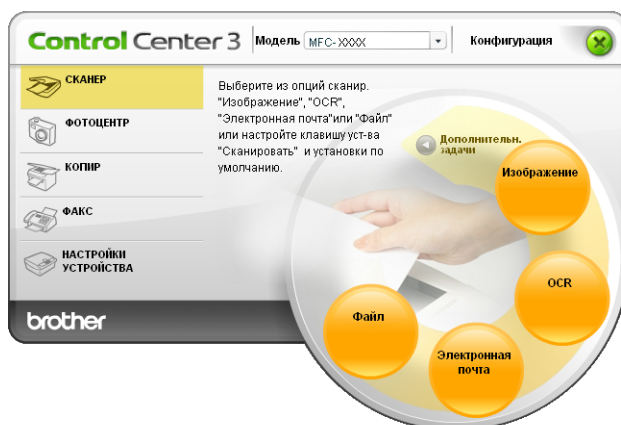 Control Center 3 Модель MFC-XXXX Конфигурация
СКАНЕР
ФОТОЦЕНТР
КОПИР
ФАКС
НАСТРОЙКИ
УСТРОЙСТВА
Выберите из опций сканир.
"Изображение", "OCR",
"Электронная почта"или "Файл"
или настройте клавишу уст-ва
"Сканировать" и установки по
умолчанию.
Дополнительн.
задачи
Изображение
OCR
Электронная
почта
Файл
brother